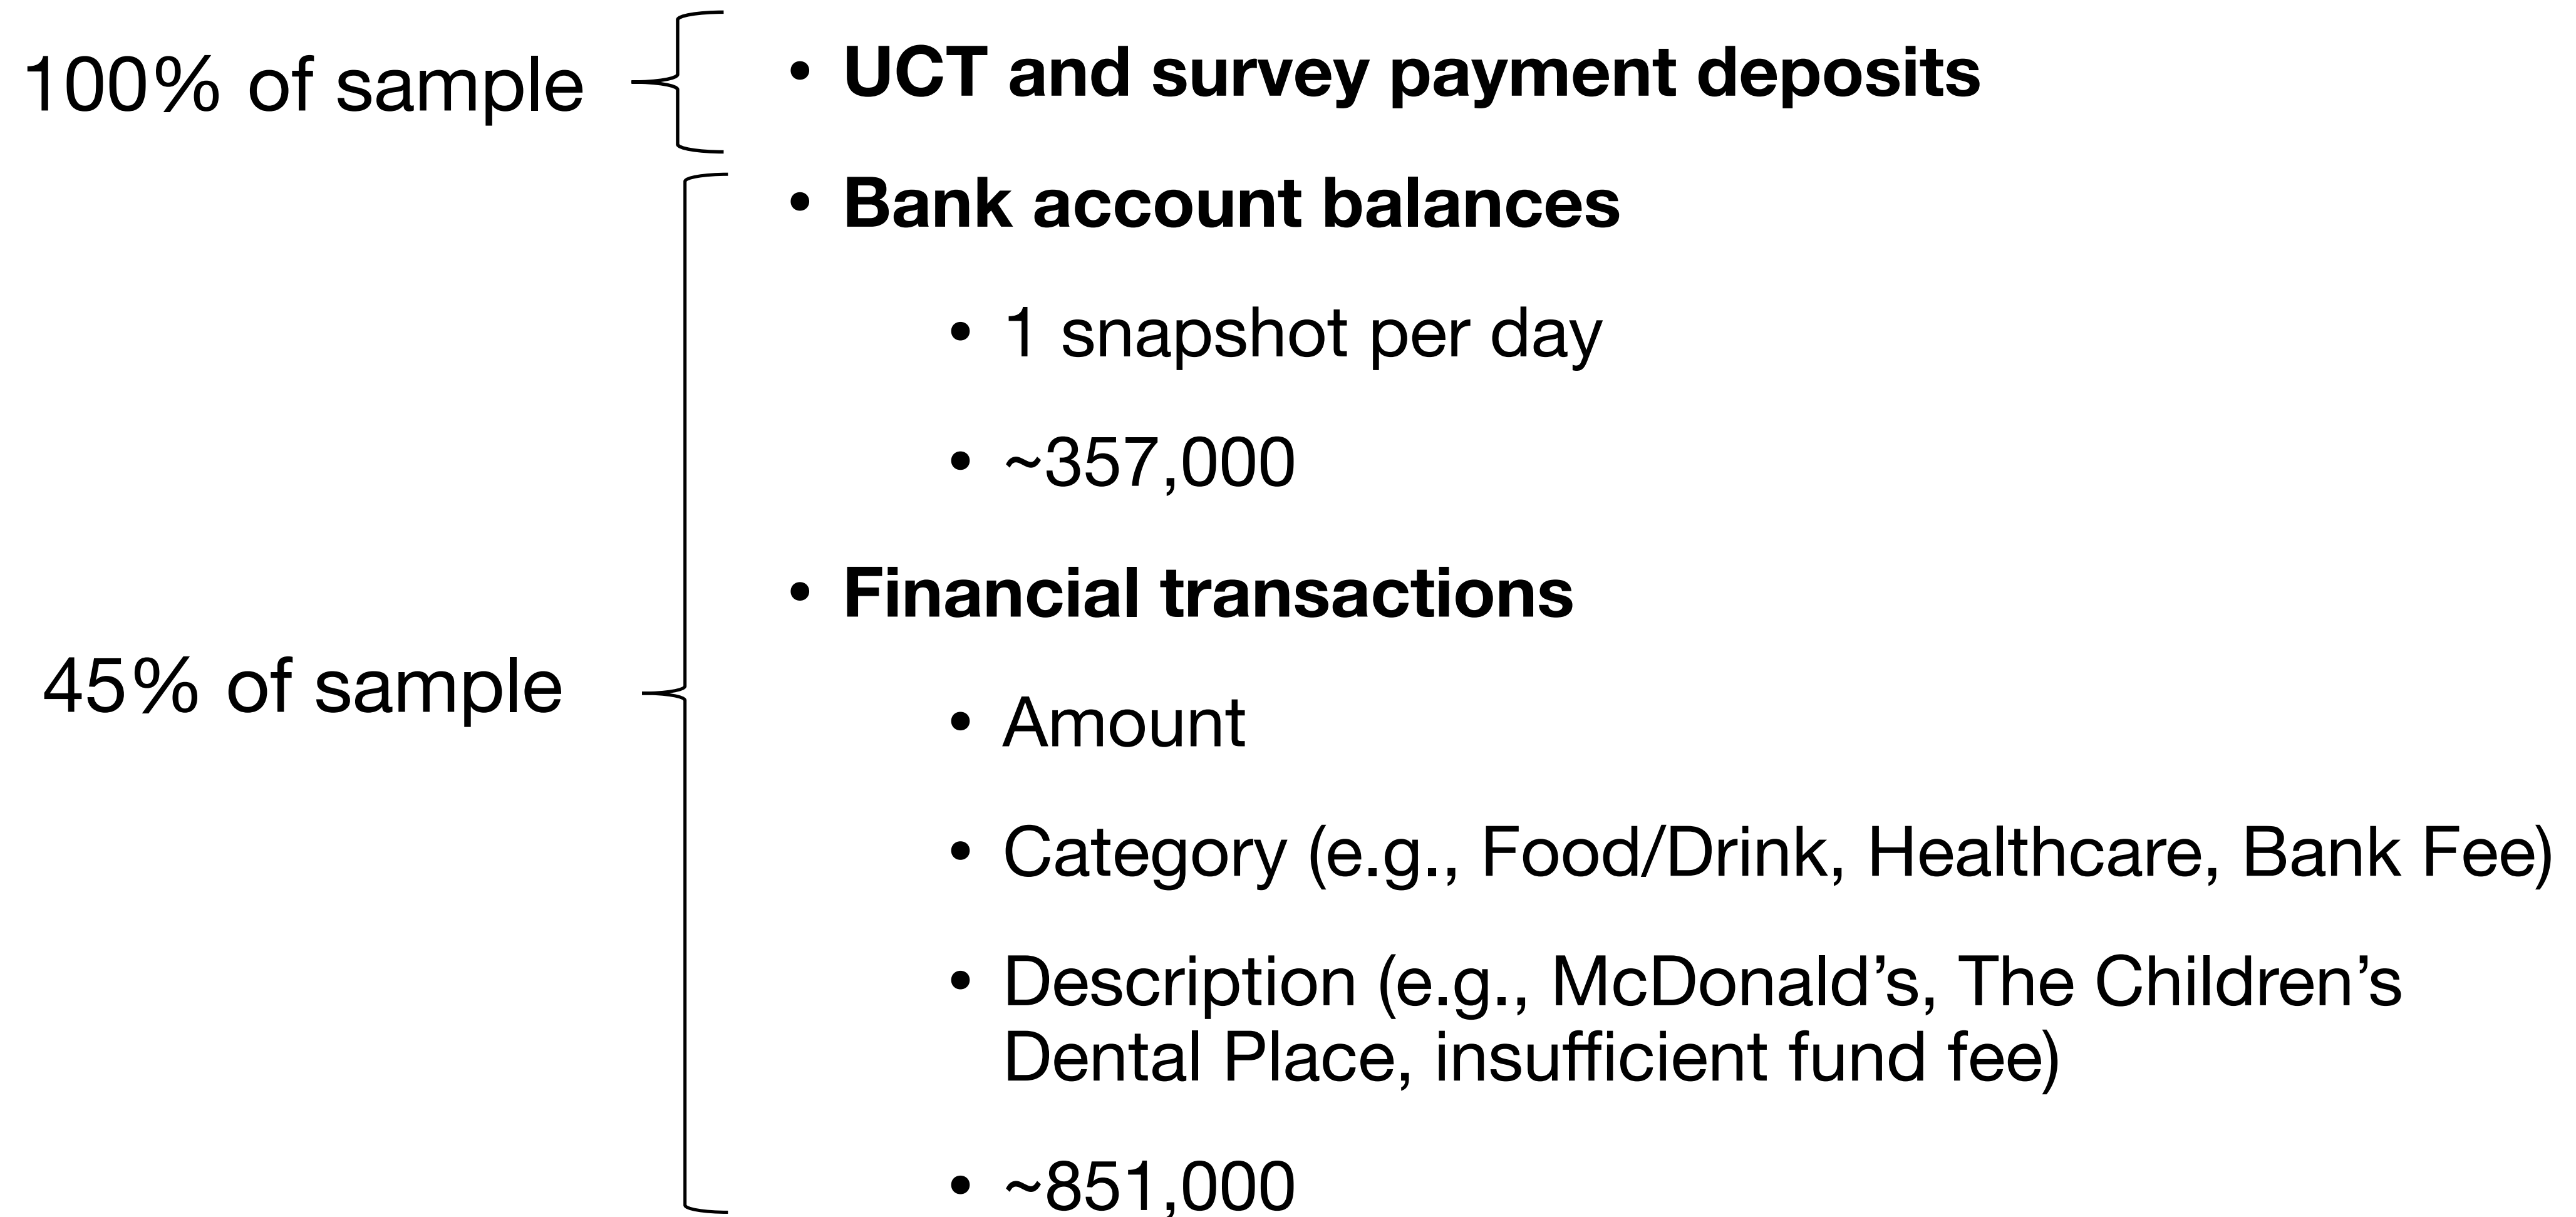 100% of sample
• UCT and survey payment deposits
• Bank account balances
• 1 snapshot per day
• ~357,000
• Financial transactions
45% of sample
• Amount
• Category (e.g., Food/Drink, Healthcare, Bank Fee)
• Description (e.g., McDonald’s, The Children’s
Dental Place, insufficient fund fee)
• ~851,000